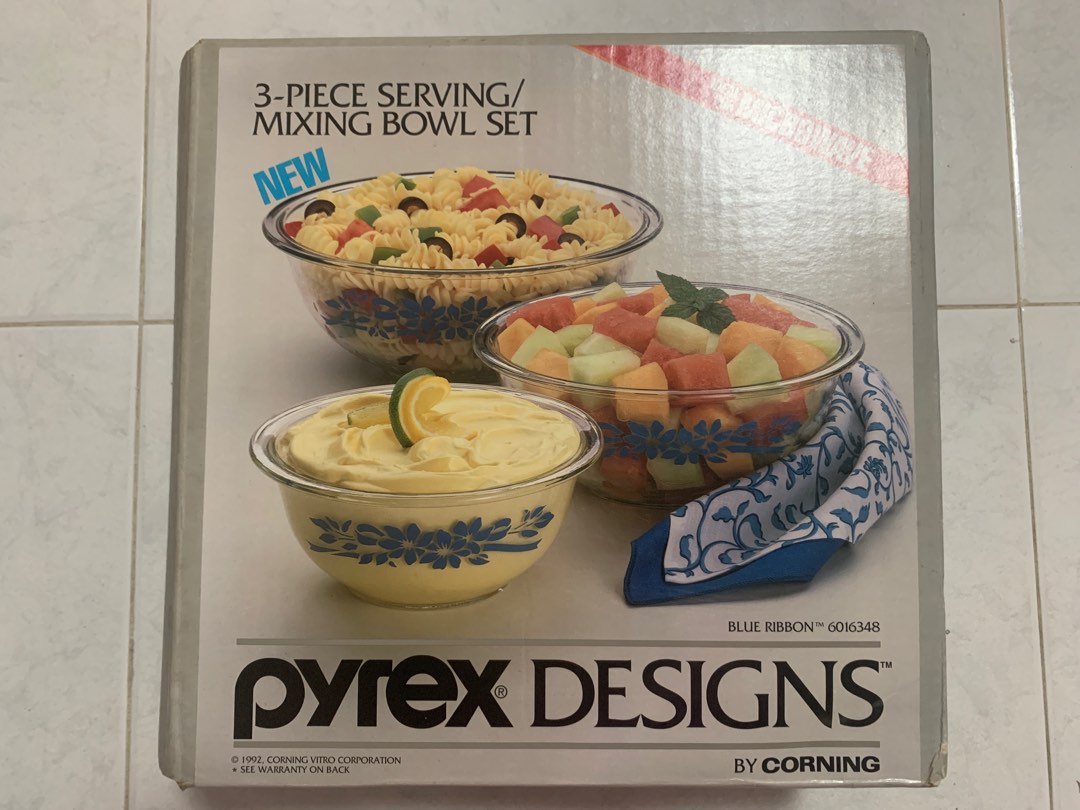 3-PIECE SERVING/
MIXING BOWL SET
NEW
BLUE RIBBON™ 6016348
pyrex® DESIGNS™
© 1992, CORNING VITRO CORPORATION
* SEE WARRANTY ON BACK
BY CORNING